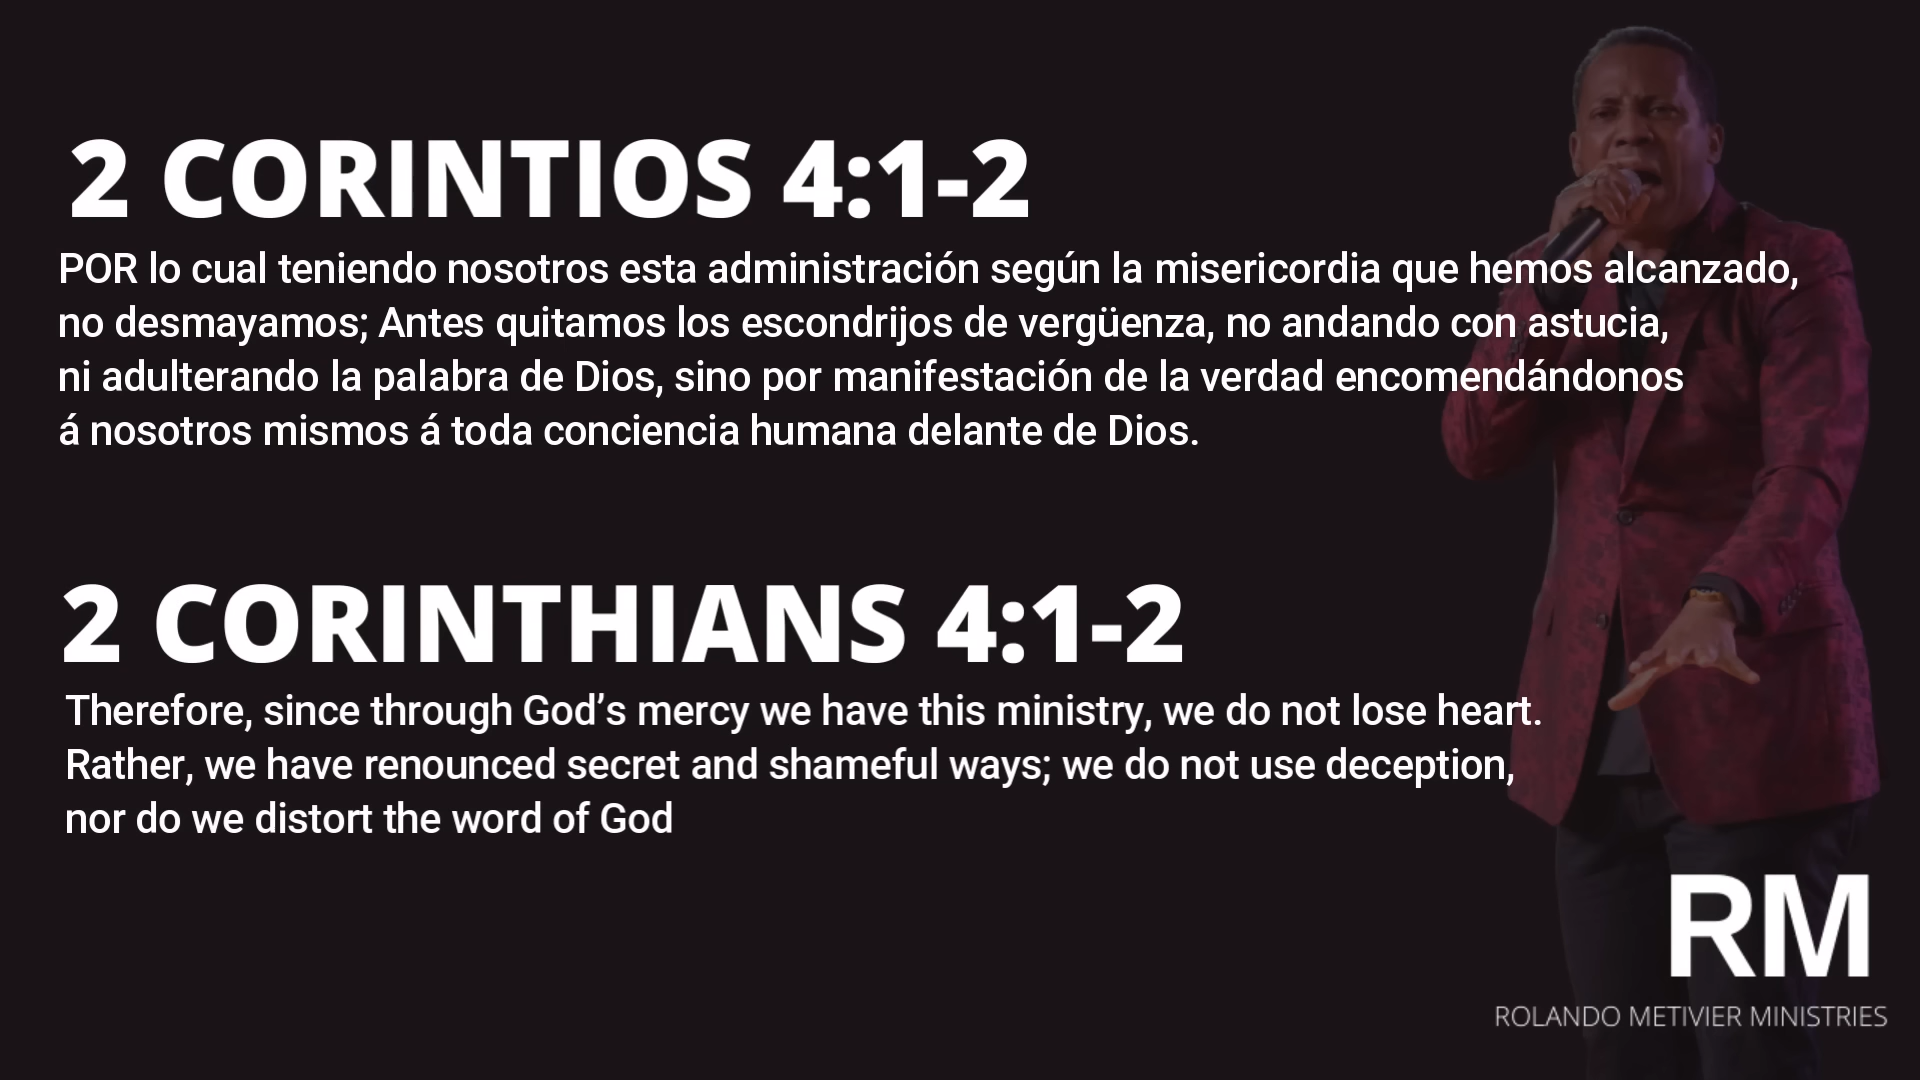 2 CORINTIOS 4:1-2
POR lo cual teniendo nosotros esta administración según la misericordia que hemos alcanzado,
no desmayamos; Antes quitamos los escondrijos de vergüenza, no andando con astucia,
ni adulterando la palabra de Dios, sino por manifestación de la verdad encomendándonos
á nosotros mismos á toda conciencia humana delante de Dios.
2 CORINTHIANS 4:1-2
Therefore, since through God’s mercy we have this ministry, we do not lose heart.
Rather, we have renounced secret and shameful ways; we do not use deception,
nor do we distort the word of God
RM
ROLANDO METIVIER MINISTRIES